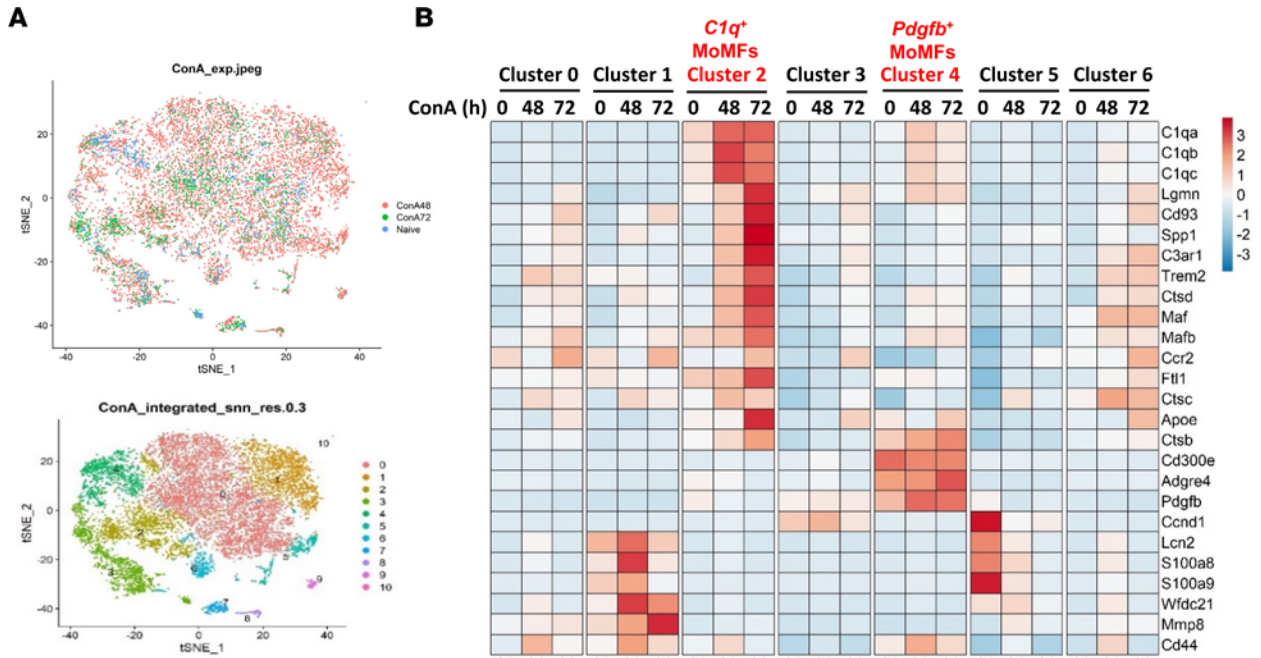 A
ConA_exp.jpeg
20
0
-20
-40
tSNE_2
-40 -20 0 20 40
tSNE_1
ConA48
ConA72
Naive
ConA_integrated_snn_res.0.3
20
0
-20
-40
tSNE_2
-40 -20 0 20 40
tSNE_1
10
5
6
7
8
9
0
1
2
3
4
5
6
7
8
9
10
B
C1q+ Pdgfb+
MoMFs MoMFs
Cluster 0 Cluster 1 Cluster 2 Cluster 3 Cluster 4 Cluster 5 Cluster 6
ConA (h) 0 48 72 0 48 72 0 48 72 0 48 72 0 48 72 0 48 72 0 48 72
C1qa
C1qb
C1qc
Lgmn
Cd93
Spp1
C3ar1
Trem2
Ctsd
Maf
Mafb
Ccr2
Ftl1
Ctsc
Apoe
Ctsb
Cd300e
Adgre4
Pdgfb
Ccnd1
Lcn2
S100a8
S100a9
Wfdc21
Mmp8
Cd44
3
2
1
0
-1
-2
-3